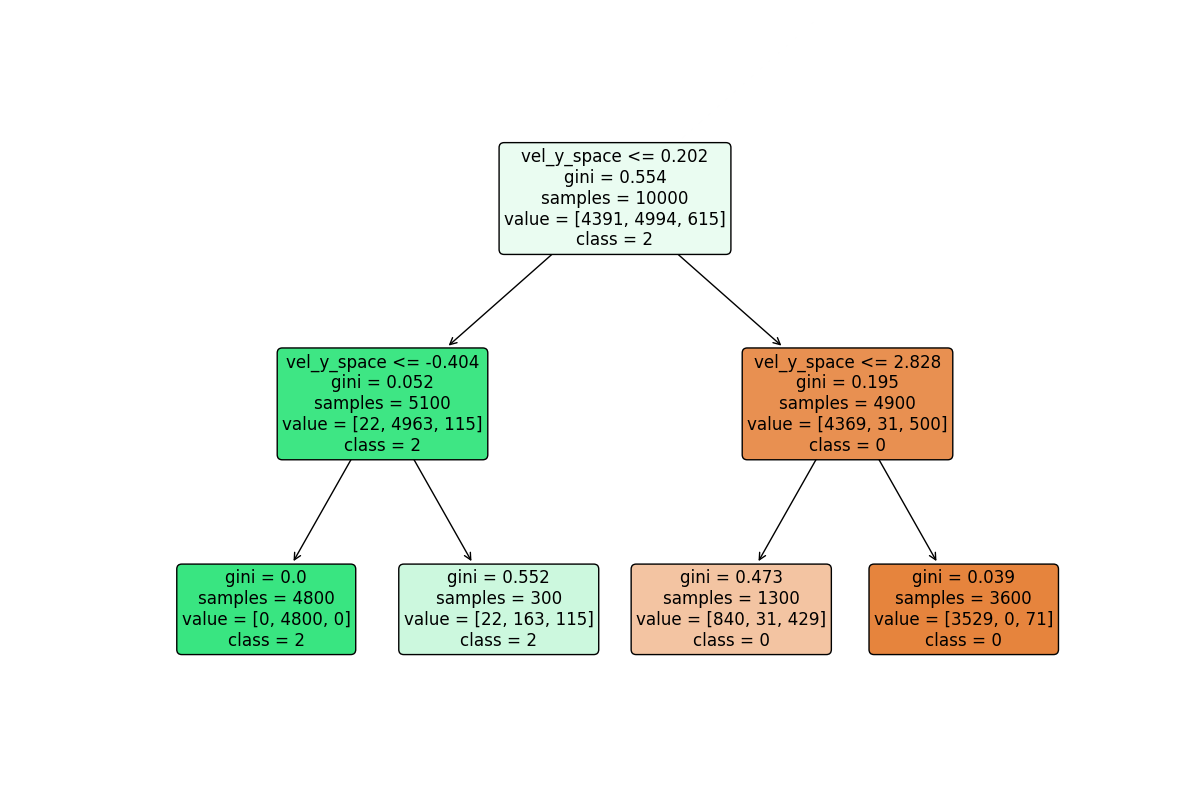 vel_y_space <= 0.202
gini = 0.554
samples = 10000
value = [4391, 4994, 615]
class = 2
vel_y_space <= -0.404
gini = 0.052
samples = 5100
value = [22, 4963, 115]
class = 2
vel_y_space <= 2.828
gini = 0.195
samples = 4900
value = [4369, 31, 500]
class = 0
gini = 0.0
samples = 4800
value = [0, 4800, 0]
class = 2
gini = 0.552
samples = 300
value = [22, 163, 115]
class = 2
gini = 0.473
samples = 1300
value = [840, 31, 429]
class = 0
gini = 0.039
samples = 3600
value = [3529, 0, 71]
class = 0